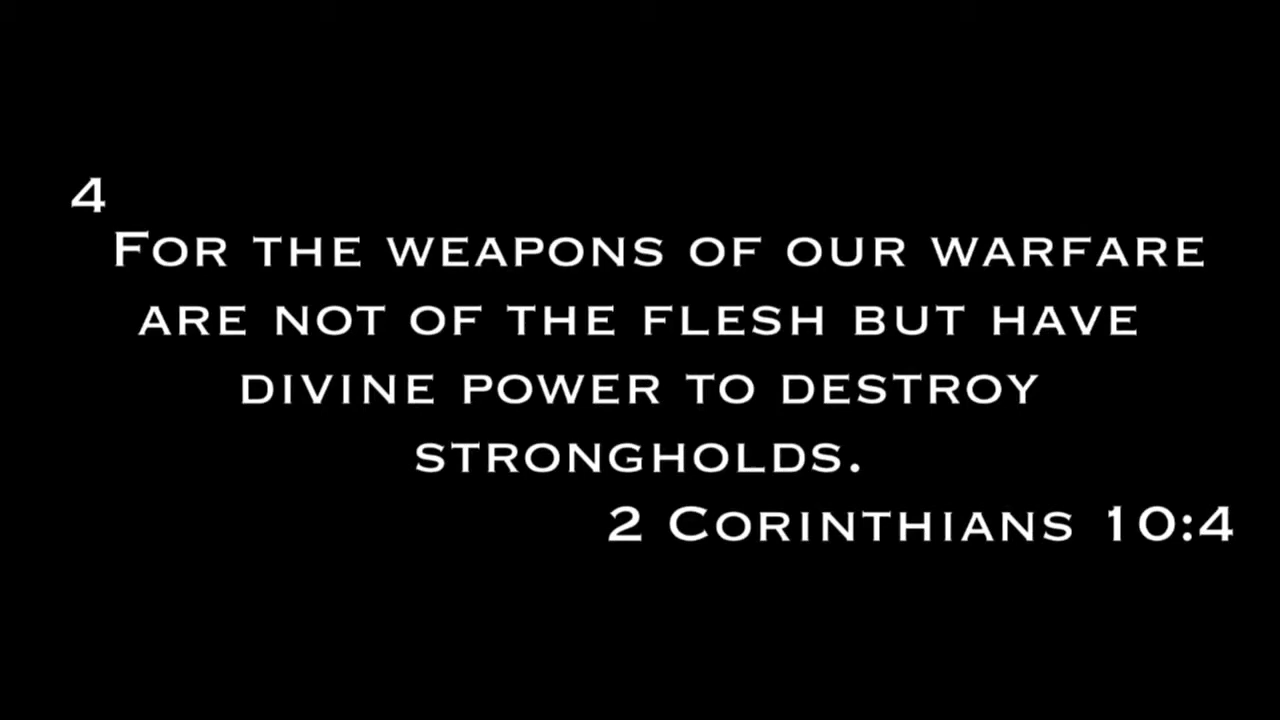 4
For the weapons of our warfare
are not of the flesh but have
divine power to destroy
strongholds.
2 Corinthians 10:4